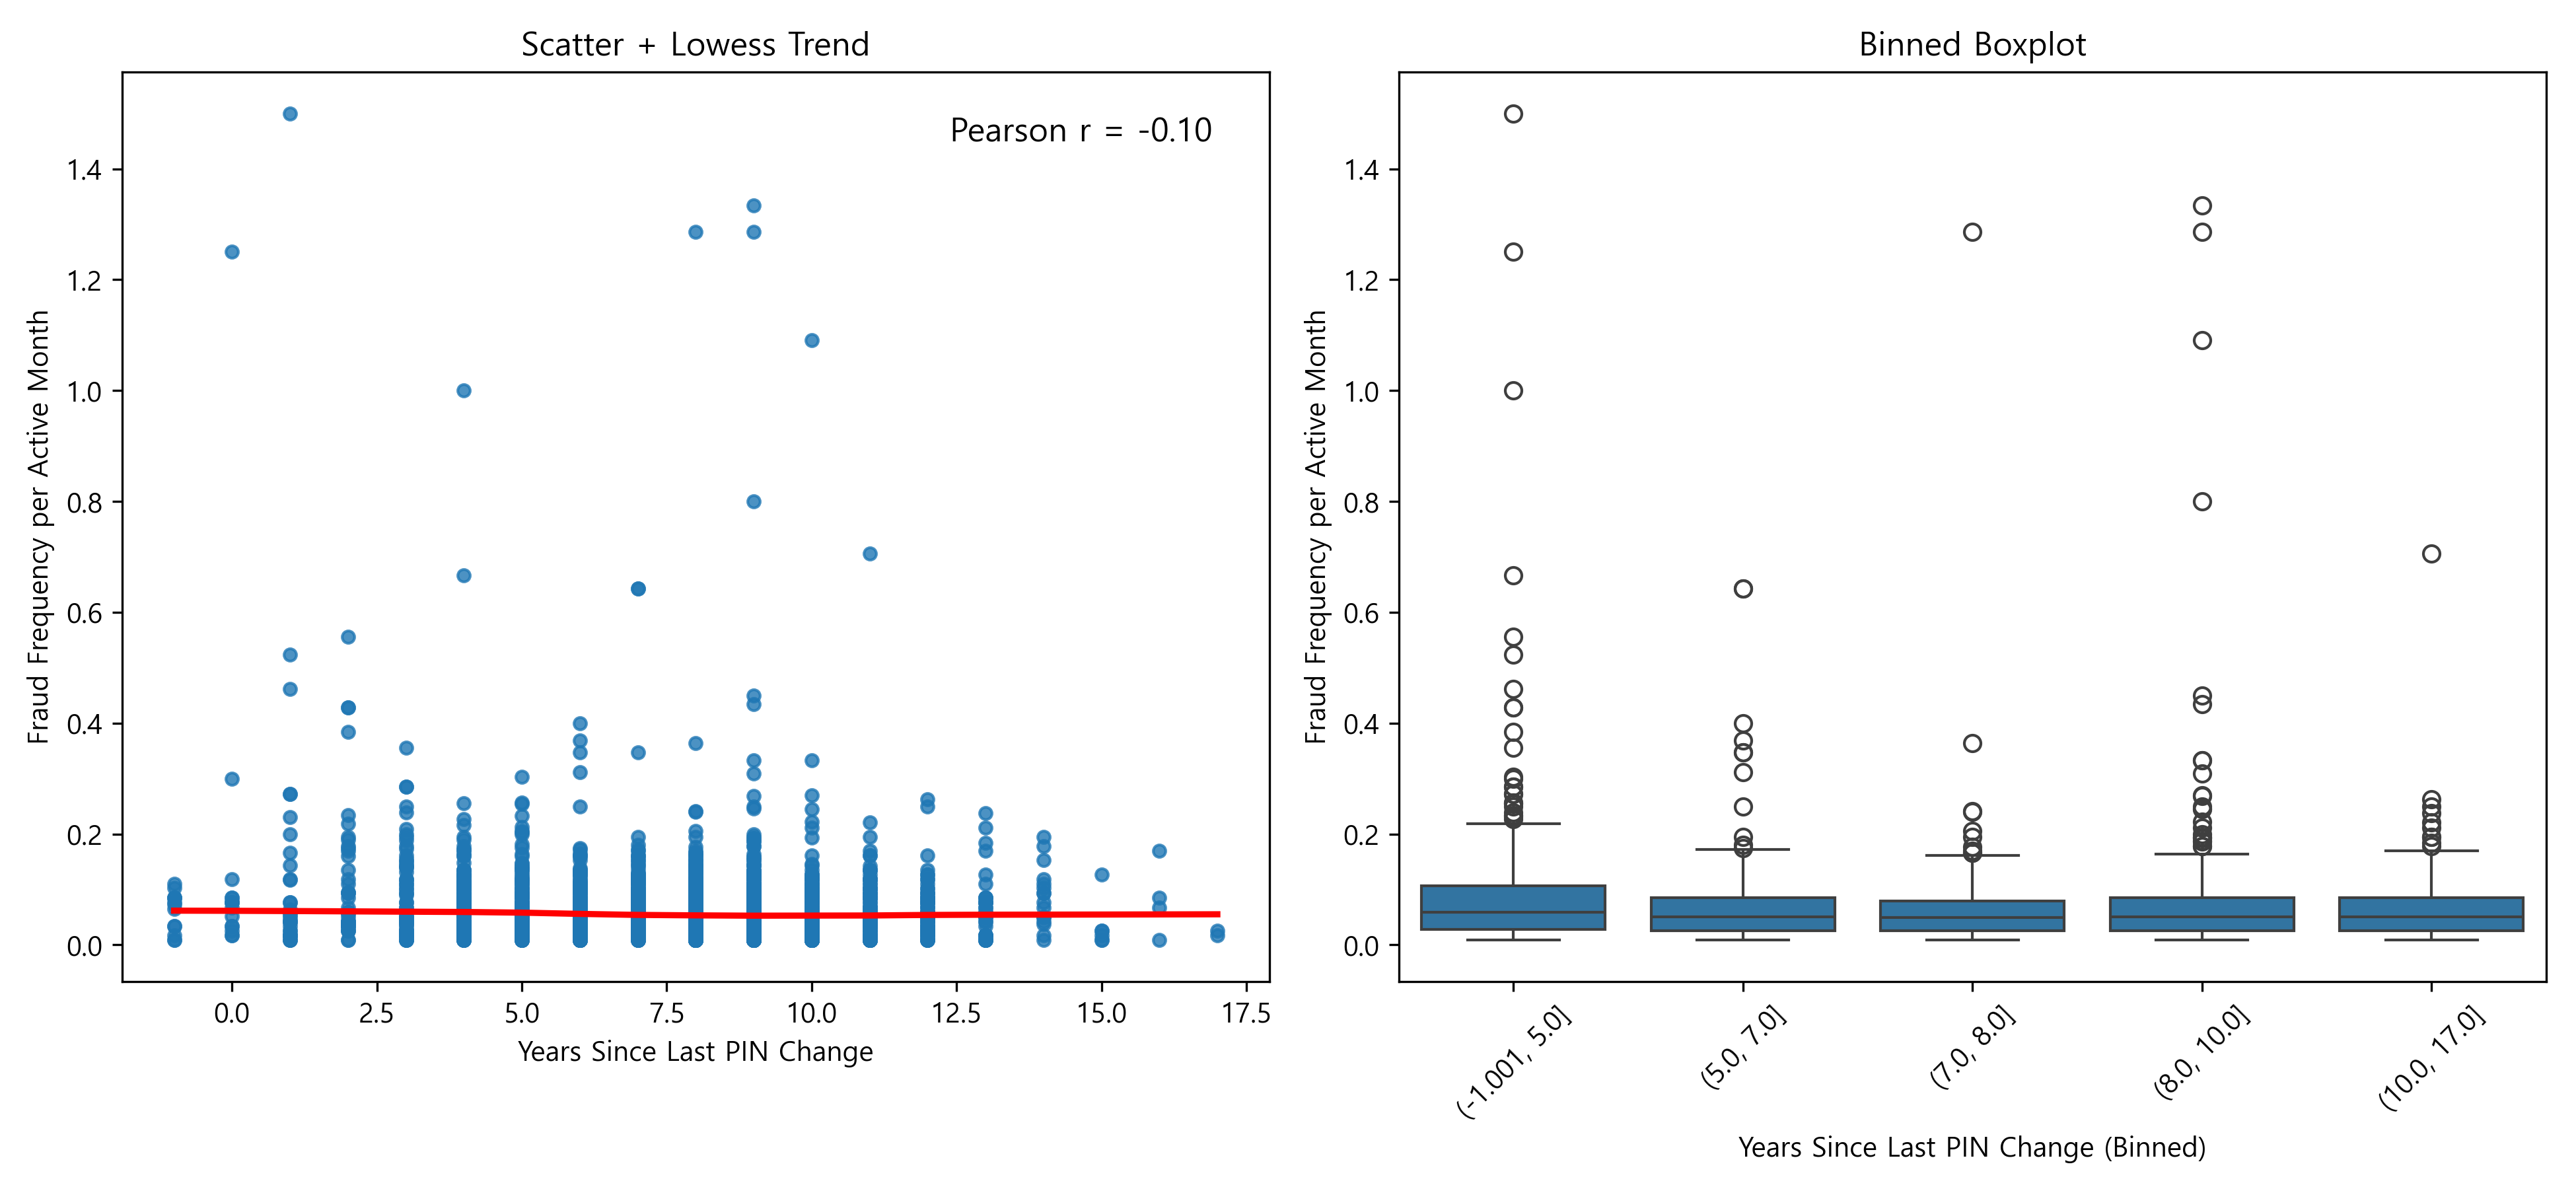 Scatter + Lowess Trend
Pearson r = -0.10
Fraud Frequency per Active Month
1.4
1.2
1.0
0.8
0.6
0.4
0.2
0.0
0.0 2.5 5.0 7.5 10.0 12.5 15.0 17.5
Years Since Last PIN Change
Binned Boxplot
Fraud Frequency per Active Month
1.4
1.2
1.0
0.8
0.6
0.4
0.2
0.0
(-1.001, 5.0]
(5.0, 7.0]
(7.0, 8.0]
(8.0, 10.0]
(10.0, 17.0]
Years Since Last PIN Change (Binned)